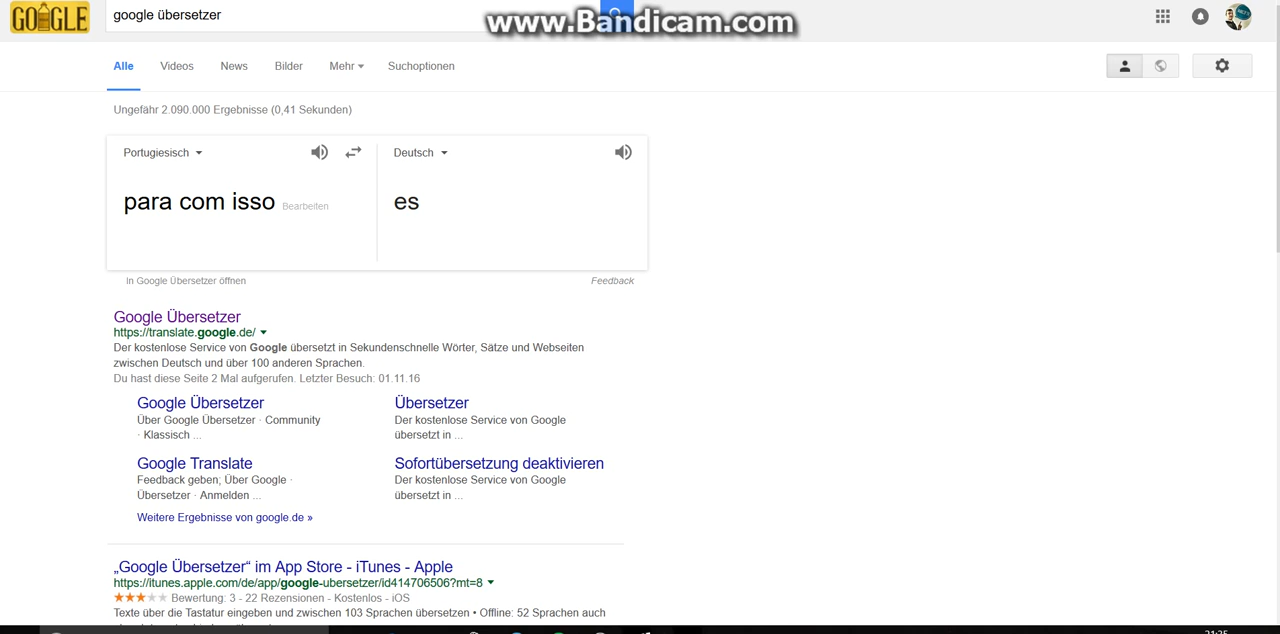 GOOGLE
google übersetzer
www.Bandicam.com
Alle Videos News Bilder Mehr Suchoptionen
Ungefähr 2.090.000 Ergebnisse (0,41 Sekunden)
Portugiesisch Deutsch
para com isso Bearbeiten es
In Google Übersetzer öffnen Feedback
Google Übersetzer
https://translate.google.de/
Der kostenlose Service von Google übersetzt in Sekundenschnelle Wörter, Sätze und Webseiten
zwischen Deutsch und über 100 anderen Sprachen.
Du hast diese Seite 2 Mal aufgerufen. Letzter Besuch: 01.11.16
Google Übersetzer Übersetzer
Über Google Übersetzer · Community Der kostenlose Service von Google
· Klassisch ... übersetzt in ...
Google Translate Sofortübersetzung deaktivieren
Feedback geben; Über Google · Der kostenlose Service von Google
Übersetzer · Anmelden ... übersetzt in ...
Weitere Ergebnisse von google.de »
„Google Übersetzer“ im App Store - iTunes - Apple
https://itunes.apple.com/de/app/google-ubersetzer/id414706506?mt=8
Bewertung: 3 - 22 Rezensionen - Kostenlos - iOS
Texte über die Tastatur eingeben und zwischen 103 Sprachen übersetzen • Offline: 52 Sprachen auch